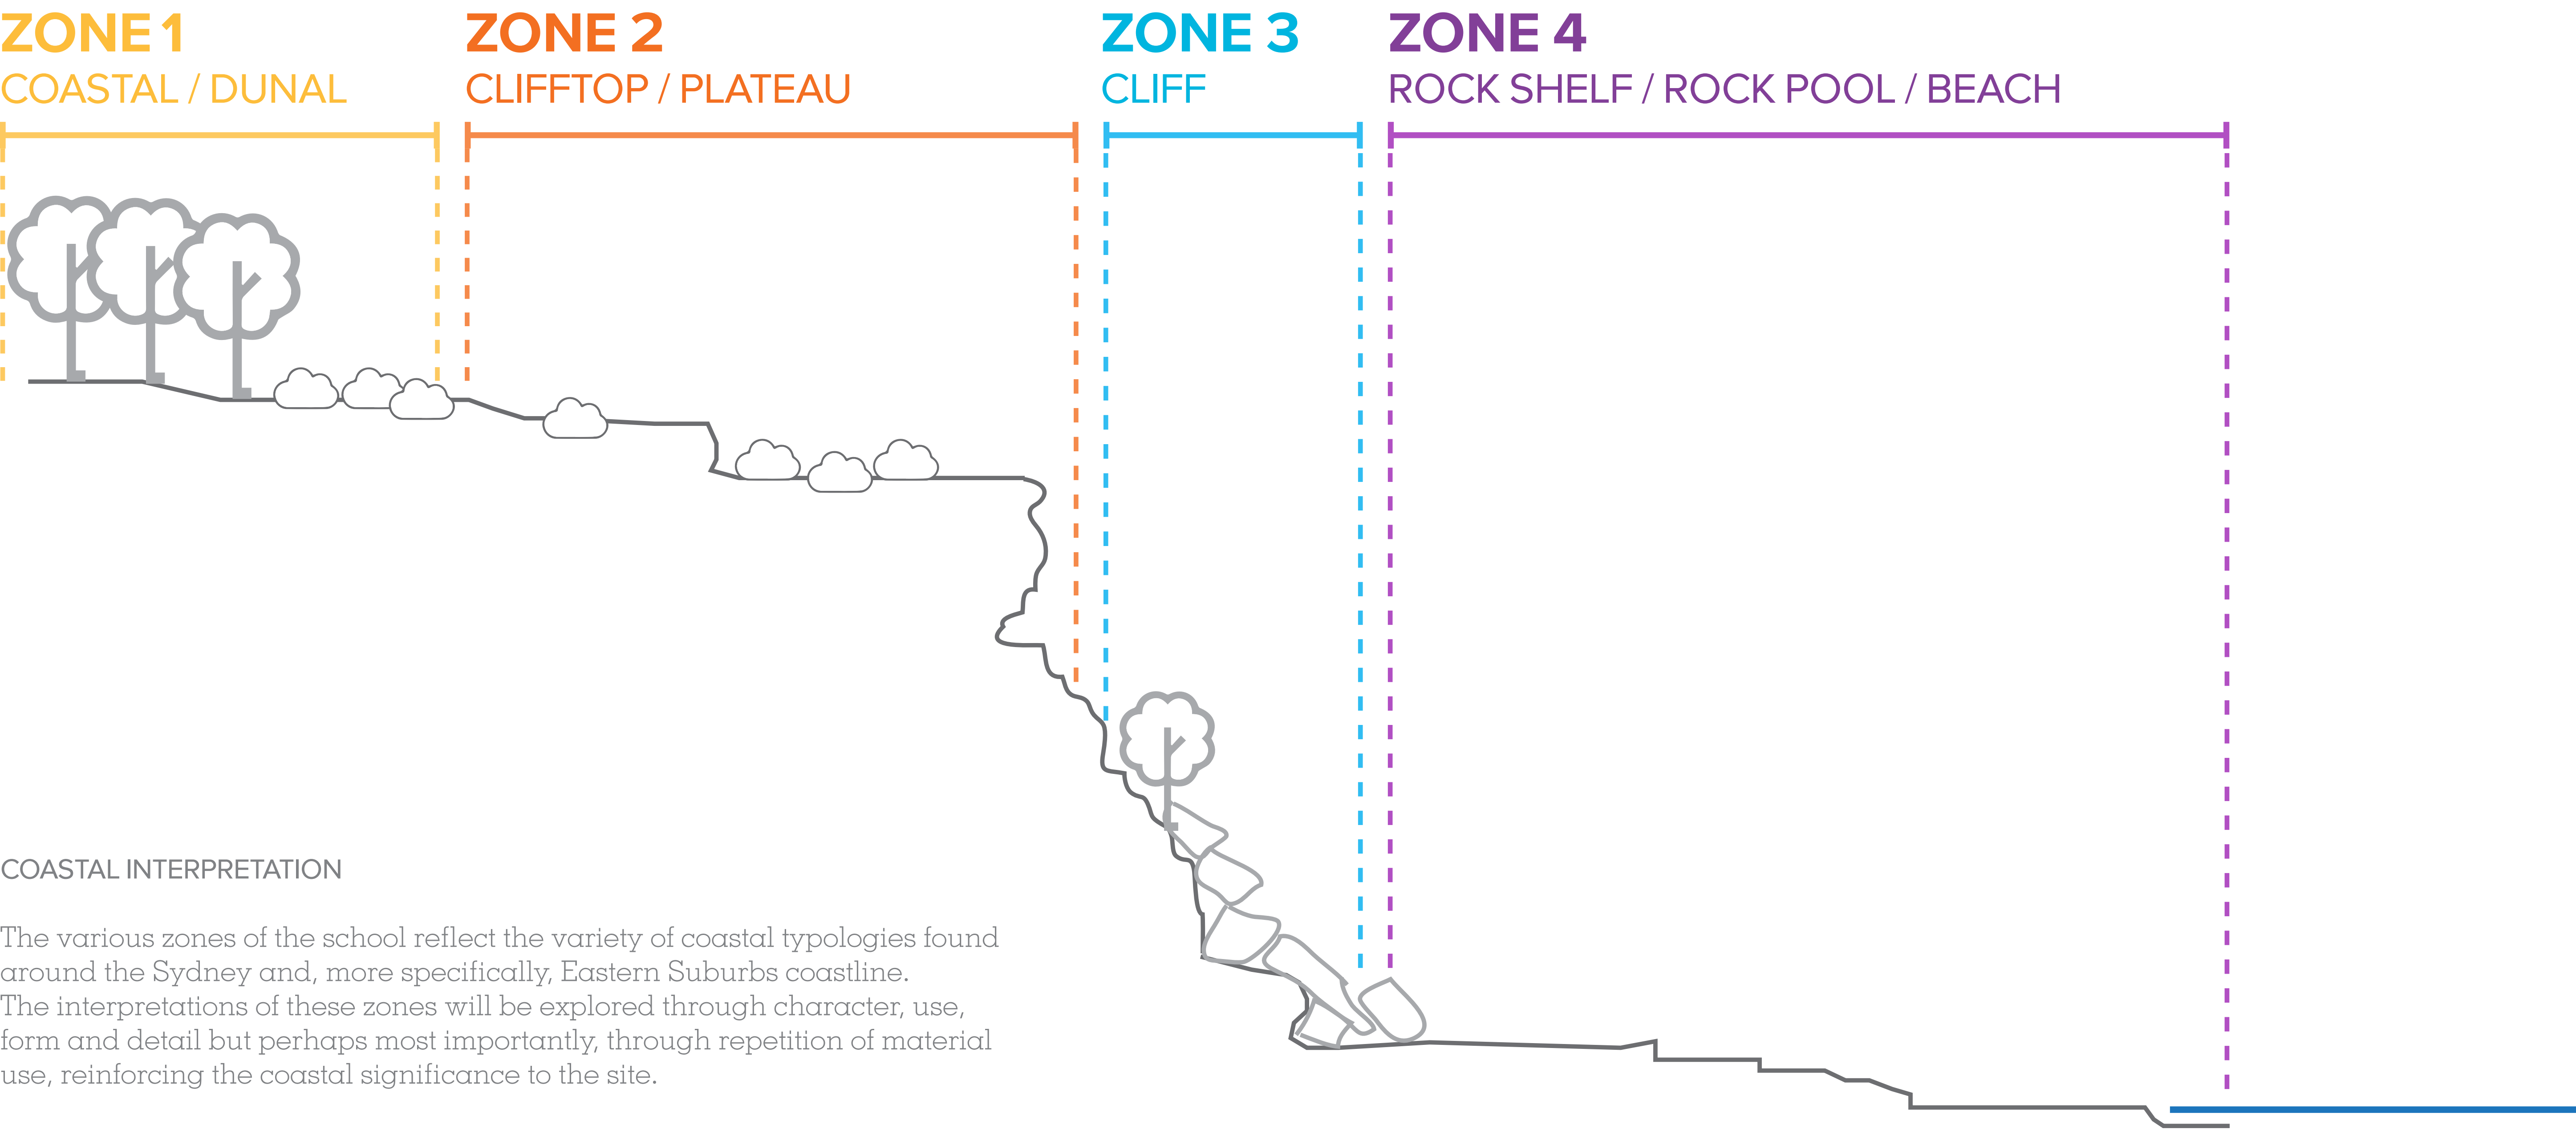 ZONE 1
COASTAL / DUNAL
ZONE 2
CLIFFTOP / PLATEAU
ZONE 3
CLIFF
ZONE 4
ROCK SHELF / ROCK POOL / BEACH
COASTAL INTERPRETATION
The various zones of the school reflect the variety of coastal typologies found
around the Sydney and, more specifically, Eastern Suburbs coastline.
The interpretations of these zones will be explored through character, use,
form and detail but perhaps most importantly, through repetition of material
use, reinforcing the coastal significance to the site.